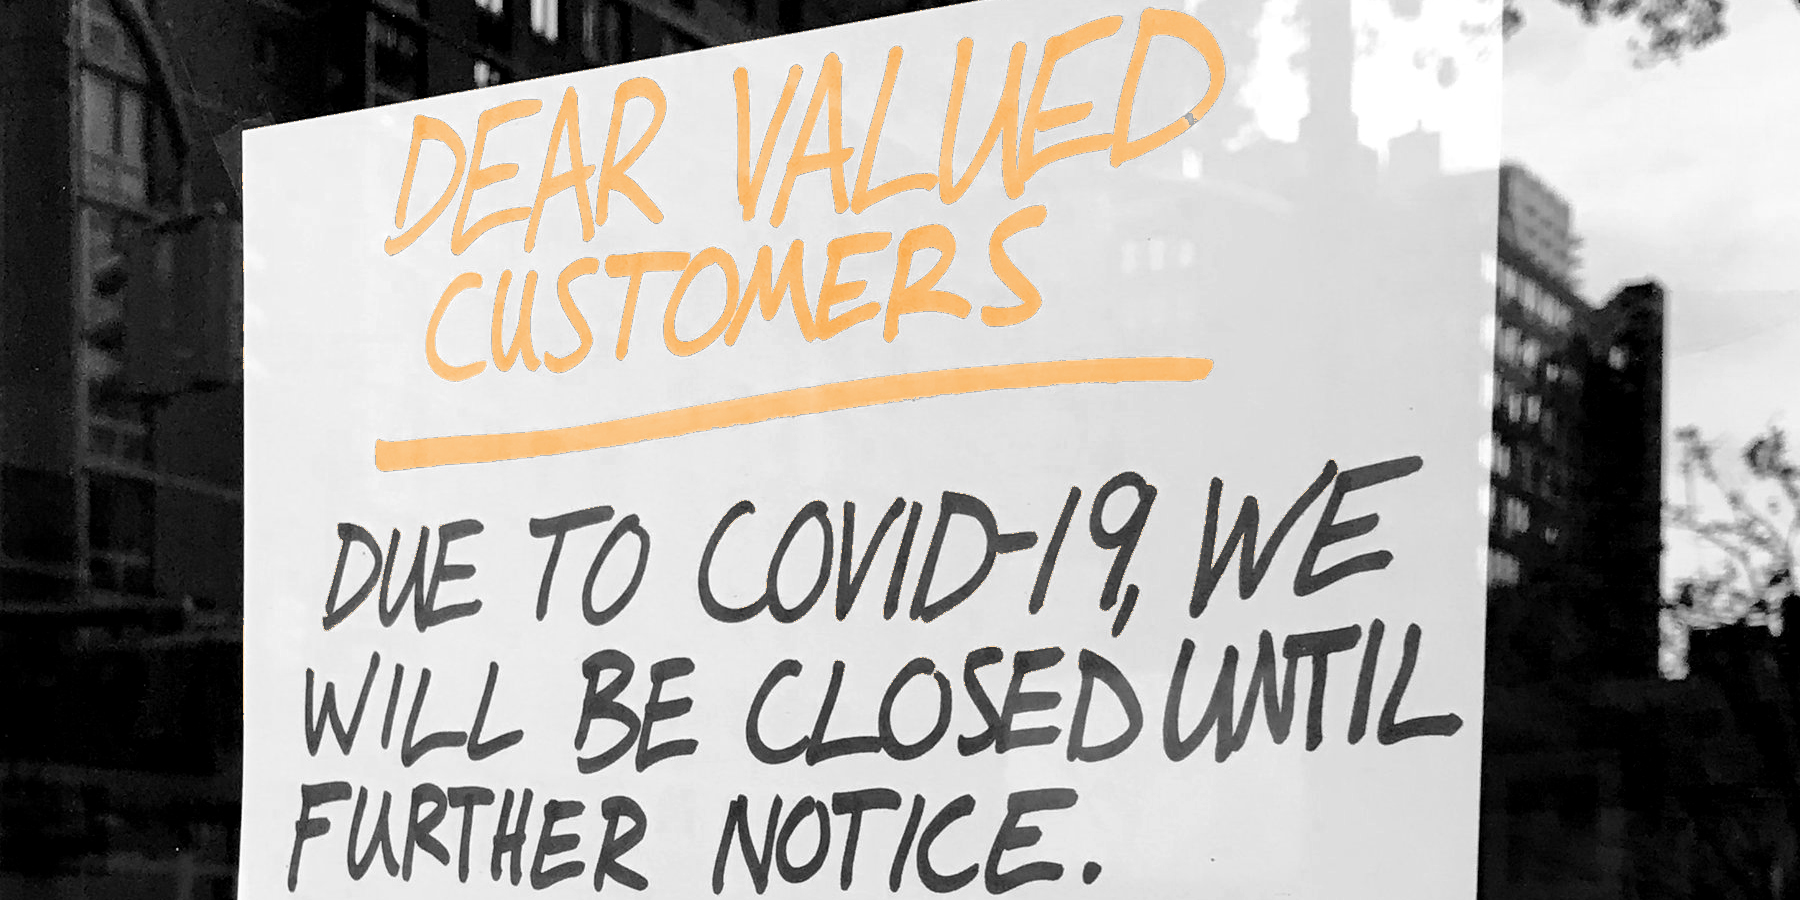 DEAR VALUED
CUSTOMERS
DUE TO COVID-19, WE
WILL BE CLOSED UNTIL
FURTHER NOTICE.